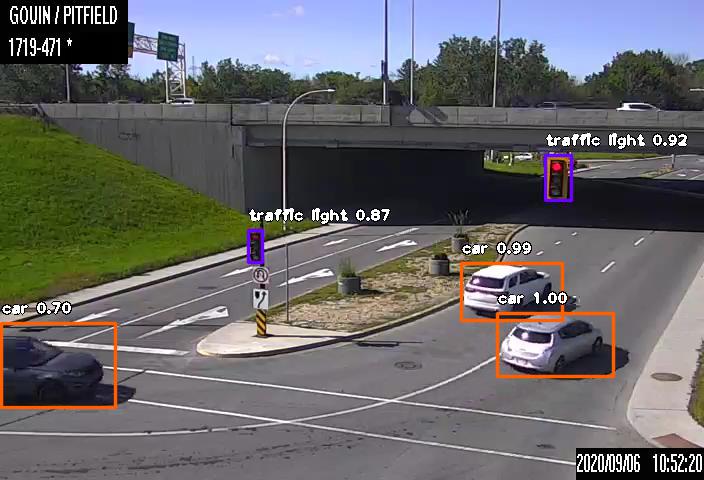 GOUIN / PITFIELD
1719-471 *
traffic light 0.92
traffic light 0.87
car 0.99
car 1.00
car 0.70
2020/09/06 10:52:20